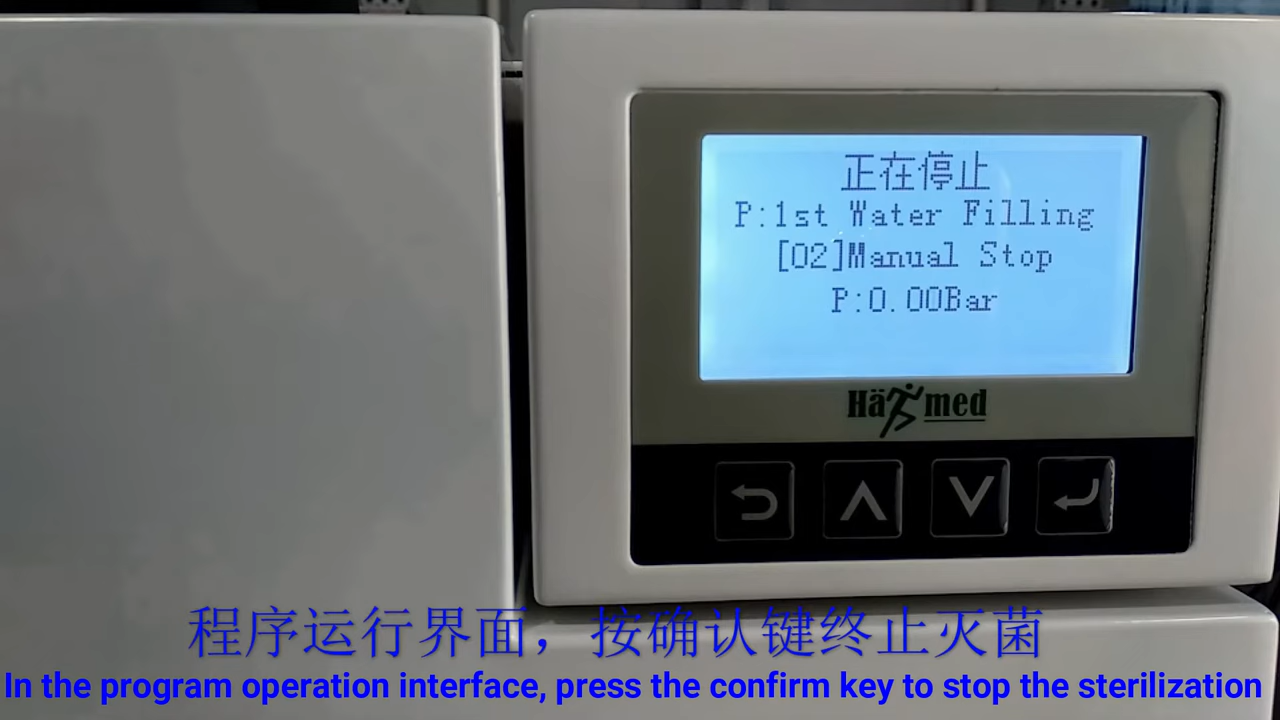 正在停止
P:1st Water Filling
[02]Manual Stop
P:0.00Bar
Hä med
程序运行界面，按确认键终止灭菌
In the program operation interface, press the confirm key to stop the sterilization